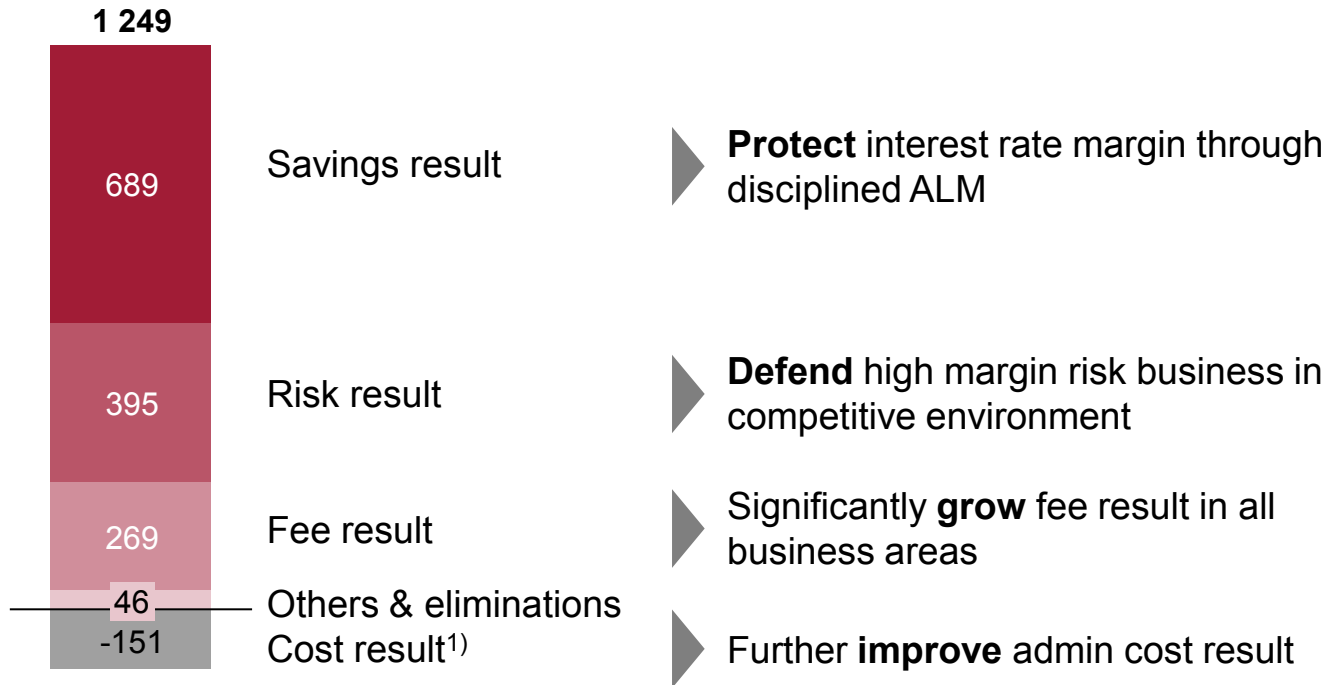 1 249
689
Savings result
Protect interest rate margin through
disciplined ALM
395
Risk result
Defend high margin risk business in
competitive environment
269
Fee result
Significantly grow fee result in all
business areas
46
Others & eliminations
-151
Cost result1)
Further improve admin cost result